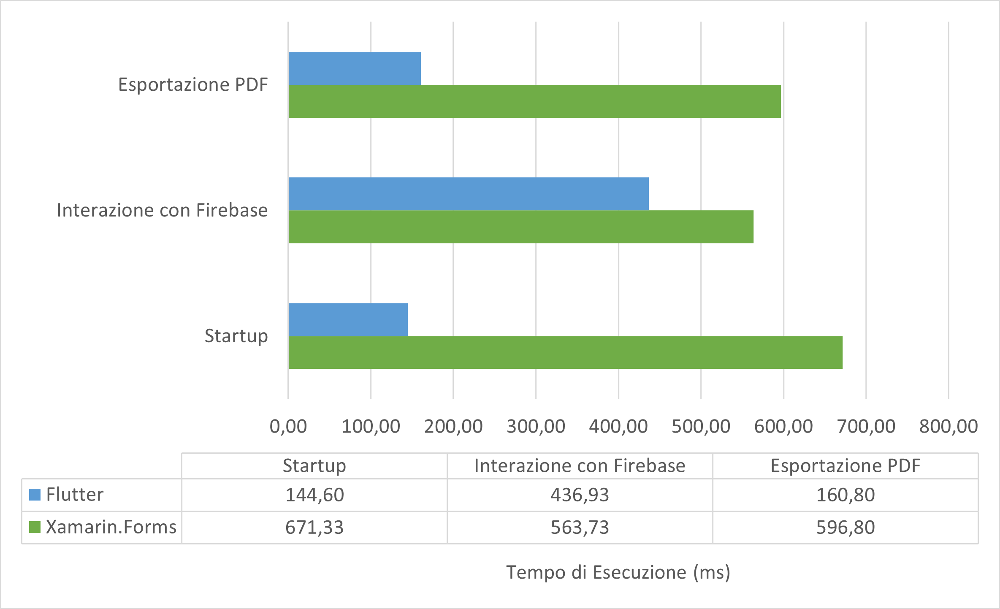 Esportazione PDF
Interazione con Firebase
Startup
0,00 100,00 200,00 300,00 400,00 500,00 600,00 700,00 800,00
Startup Interazione con Firebase Esportazione PDF
Flutter 144,60 436,93 160,80
Xamarin.Forms 671,33 563,73 596,80
Tempo di Esecuzione (ms)